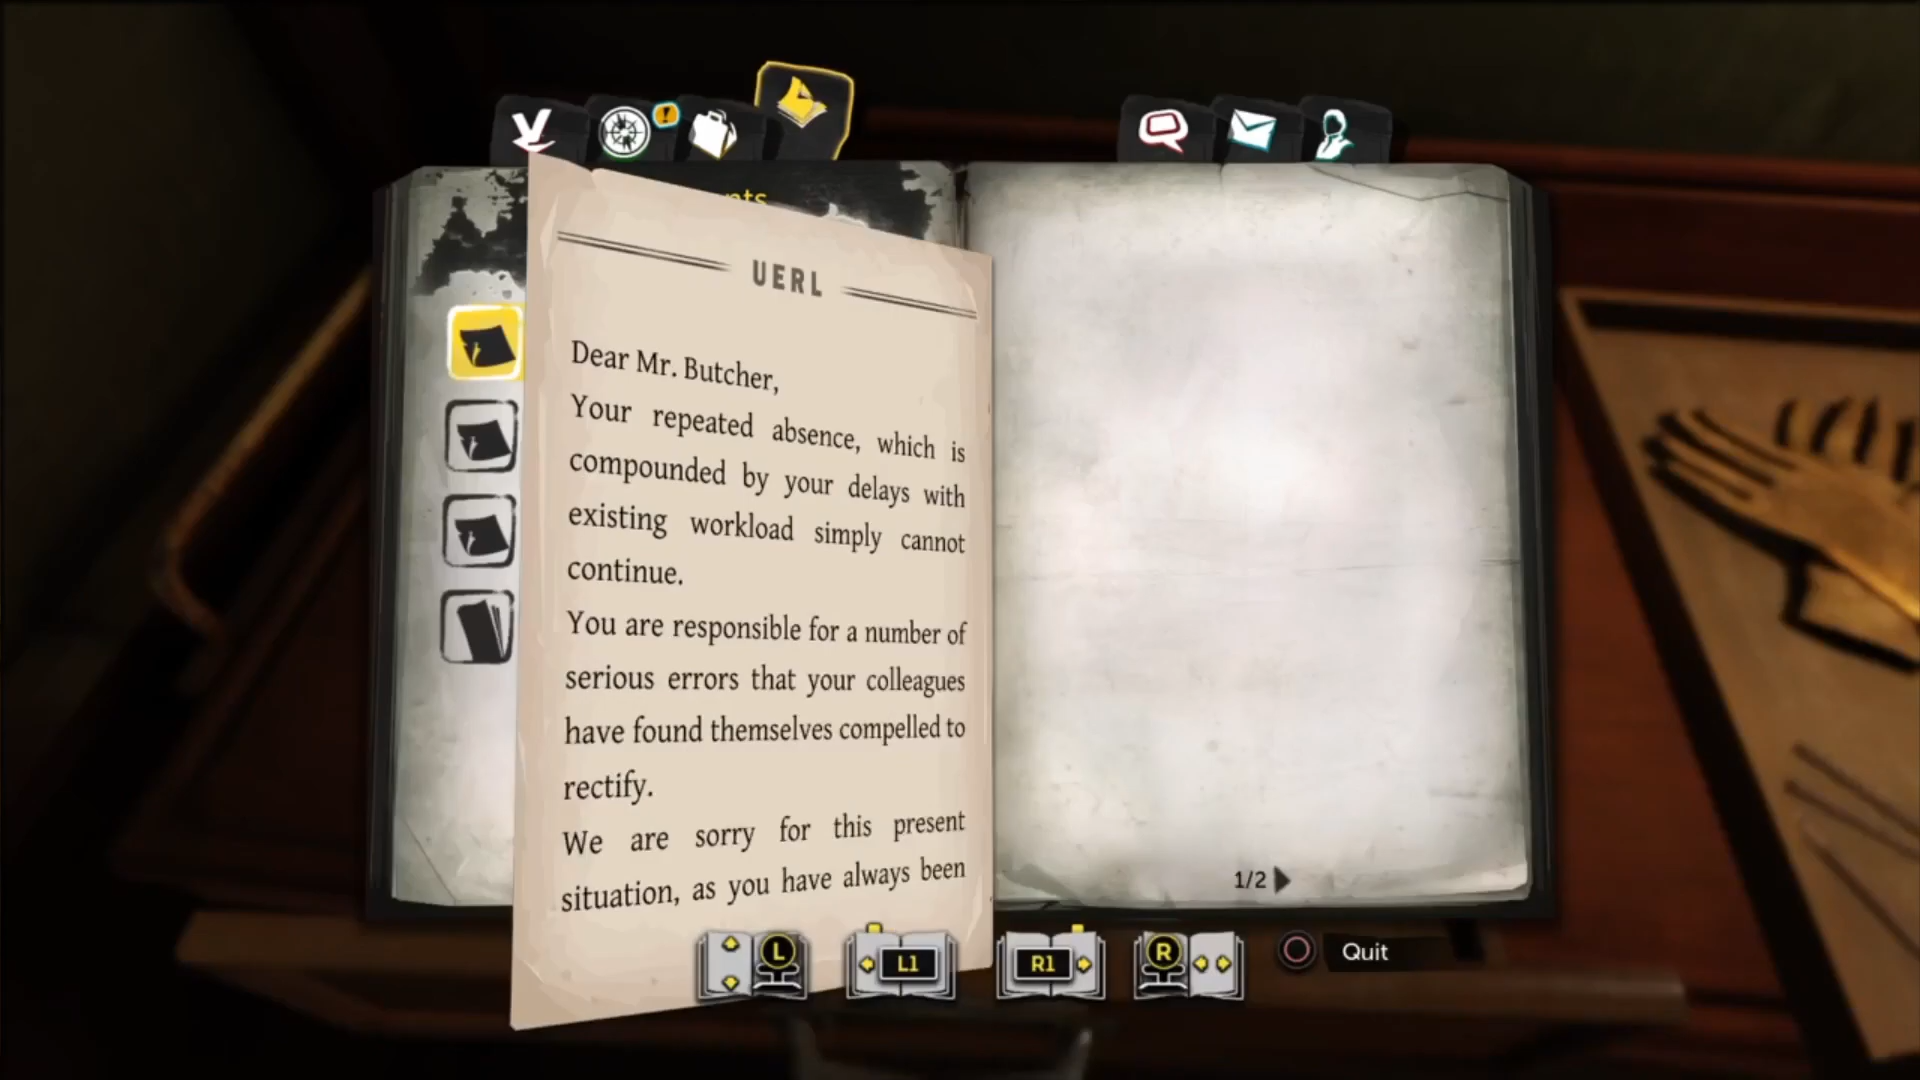 nts
UERL
Dear Mr. Butcher,
Your repeated absence, which is
compounded by your delays with
existing workload simply cannot
continue.
You are responsible for a number of
serious errors that your colleagues
have found themselves compelled to
rectify.
We are sorry for this present
situation, as you have always been
1/2
L
L1
R1
R
Quit